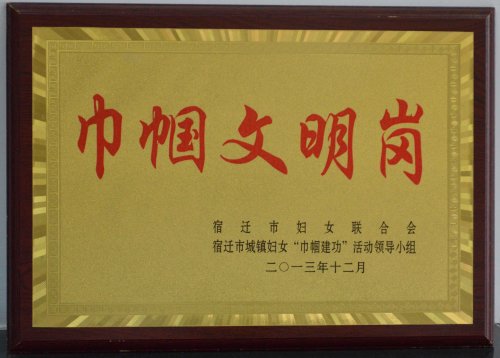 巾帼文明岗
宿迁市妇女联合会
宿迁市城镇妇女“巾帼建功”活动领导小组
二〇一三年十二月